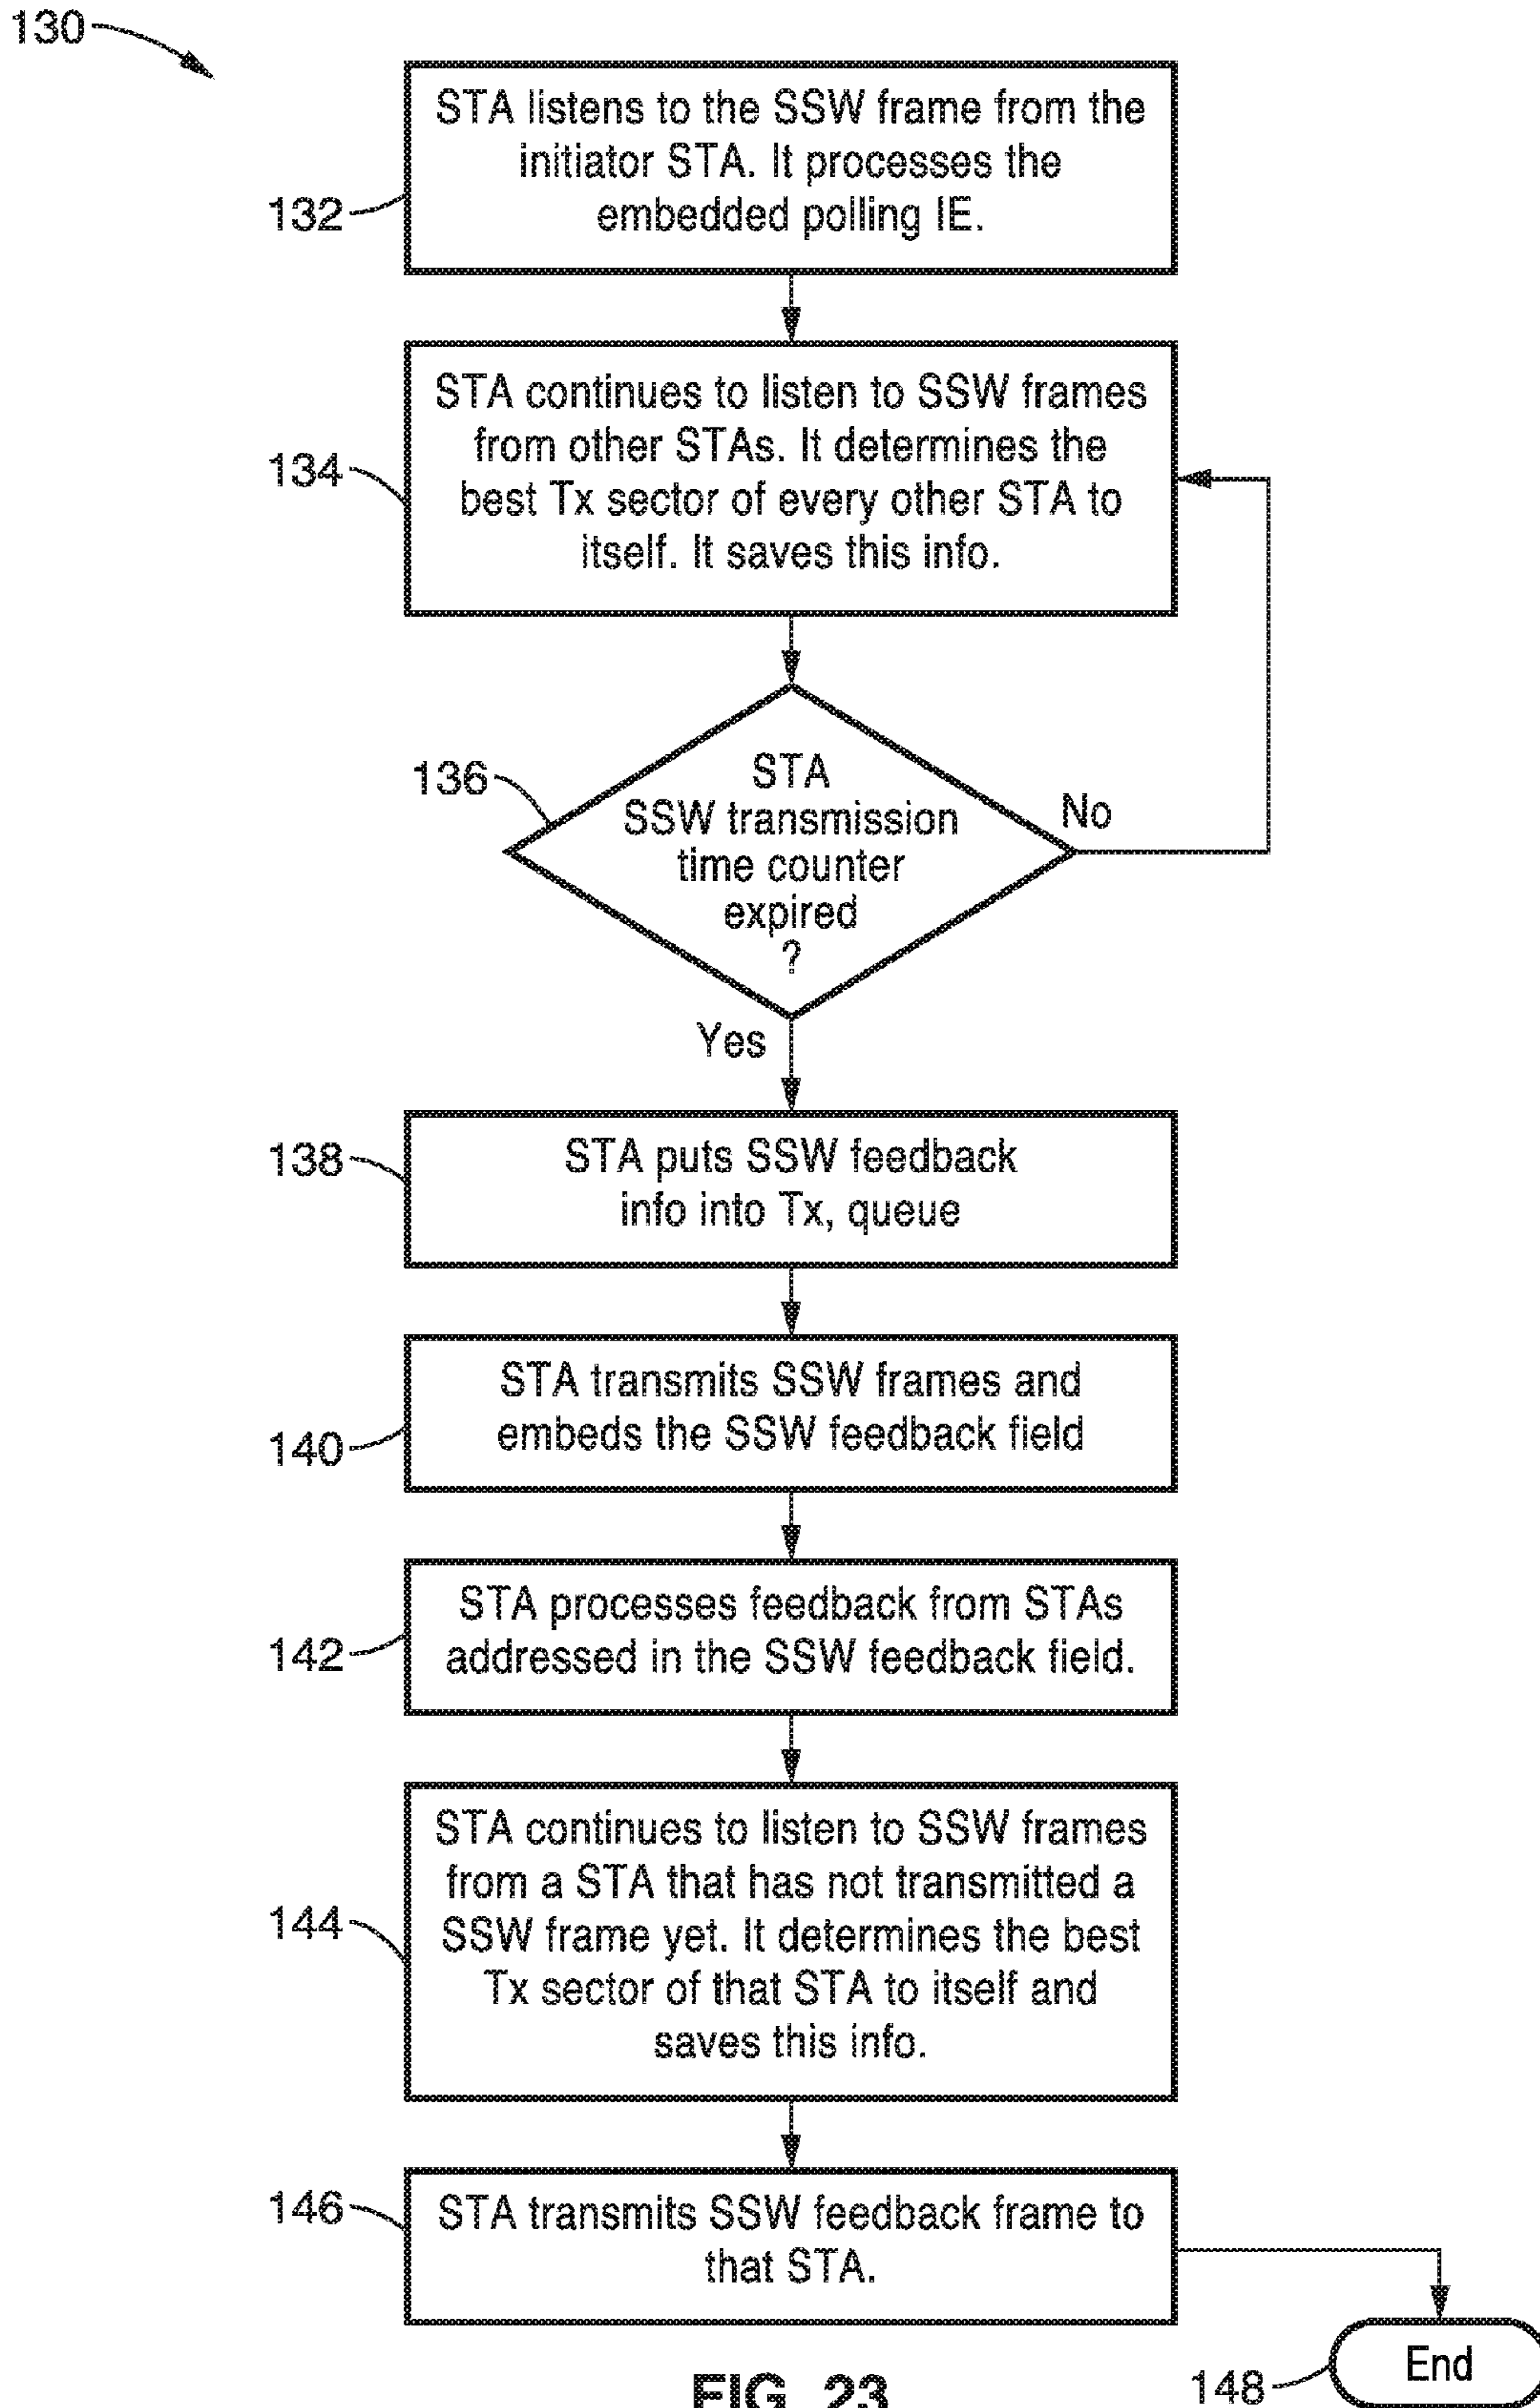 130
STA listens to the SSW frame from the
initiator STA. It processes the
embedded polling IE.
132
STA continues to listen to SSW frames
from other STAs. It determines the
best Tx sector of every other STA to
itself. It saves this info.
134
STA
SSW transmission
time counter
expired
?
136
No
Yes
STA puts SSW feedback
info into Tx, queue
138
STA transmits SSW frames and
embeds the SSW feedback field
140
STA processes feedback from STAs
addressed in the SSW feedback field.
142
STA continues to listen to SSW frames
from a STA that has not transmitted a
SSW frame yet. It determines the best
Tx sector of that STA to itself and
saves this info.
144
STA transmits SSW feedback frame to
that STA.
146
End
148
FIG. 23